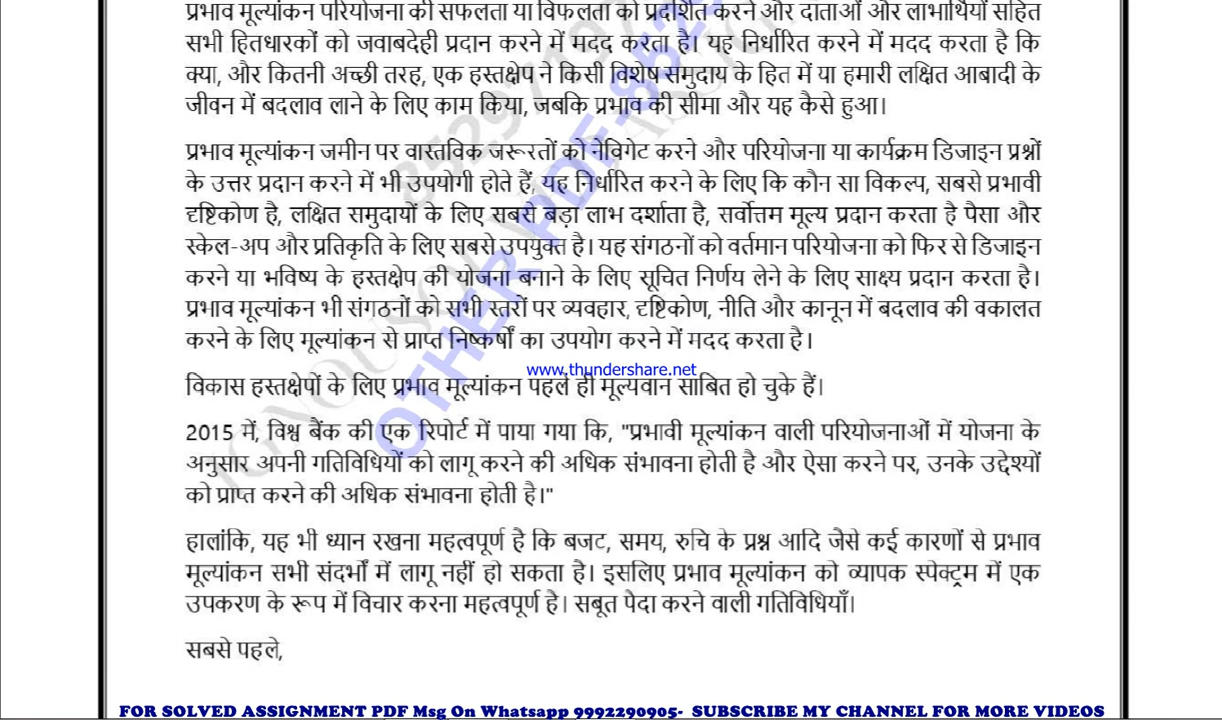 प्रभाव मूल्यांकन परियोजना की सफलता या विफलता को प्रदर्शित करने और दाताओं और लाभार्थियों सहित
सभी हितधारकों को जवाबदेही प्रदान करने में मदद करता है। यह निर्धारित करने में मदद करता है कि
क्या, और कितनी अच्छी तरह, एक हस्तक्षेप ने किसी विशेष समुदाय के हित में या हमारी लक्षित आबादी के
जीवन में बदलाव लाने के लिए काम किया, जबकि प्रभाव की सीमा और यह कैसे हुआ।
प्रभाव मूल्यांकन जमीन पर वास्तविक जरूरतों को नेविगेट करने और परियोजना या कार्यक्रम डिजाइन प्रश्नों
के उत्तर प्रदान करने में भी उपयोगी होते हैं, यह निर्धारित करने के लिए कि कौन सा विकल्प, सबसे प्रभावी
दृष्टिकोण है, लक्षित समुदायों के लिए सबसे बड़ा लाभ दर्शाता है, सर्वोत्तम मूल्य प्रदान करता है पैसा और
स्केल-अप और प्रतिकृति के लिए सबसे उपयुक्त है। यह संगठनों को वर्तमान परियोजना को फिर से डिजाइन
करने या भविष्य के हस्तक्षेप की योजना बनाने के लिए सूचित निर्णय लेने के लिए साक्ष्य प्रदान करता है।
प्रभाव मूल्यांकन भी संगठनों को सभी स्तरों पर व्यवहार, दृष्टिकोण, नीति और कानून में बदलाव की वकालत
करने के लिए मूल्यांकन से प्राप्त निष्कर्षों का उपयोग करने में मदद करता है।
www.thundershare.net
विकास हस्तक्षेपों के लिए प्रभाव मूल्यांकन पहले ही मूल्यवान साबित हो चुके हैं।
2015 में, विश्व बैंक की एक रिपोर्ट में पाया गया कि, "प्रभावी मूल्यांकन वाली परियोजनाओं में योजना के
अनुसार अपनी गतिविधियों को लागू करने की अधिक संभावना होती है और ऐसा करने पर, उनके उद्देश्यों
को प्राप्त करने की अधिक संभावना होती है।"
हालांकि, यह भी ध्यान रखना महत्वपूर्ण है कि बजट, समय, रुचि के प्रश्न आदि जैसे कई कारणों से प्रभाव
मूल्यांकन सभी संदर्भों में लागू नहीं हो सकता है। इसलिए प्रभाव मूल्यांकन को व्यापक स्पेक्ट्रम में एक
उपकरण के रूप में विचार करना महत्वपूर्ण है। सबूत पैदा करने वाली गतिविधियाँ।
सबसे पहले,
OTHER PDF-
FOR SOLVED ASSIGNMENT PDF Msg On Whatsapp 9992290905- SUBSCRIBE MY CHANNEL FOR MORE VIDEOS